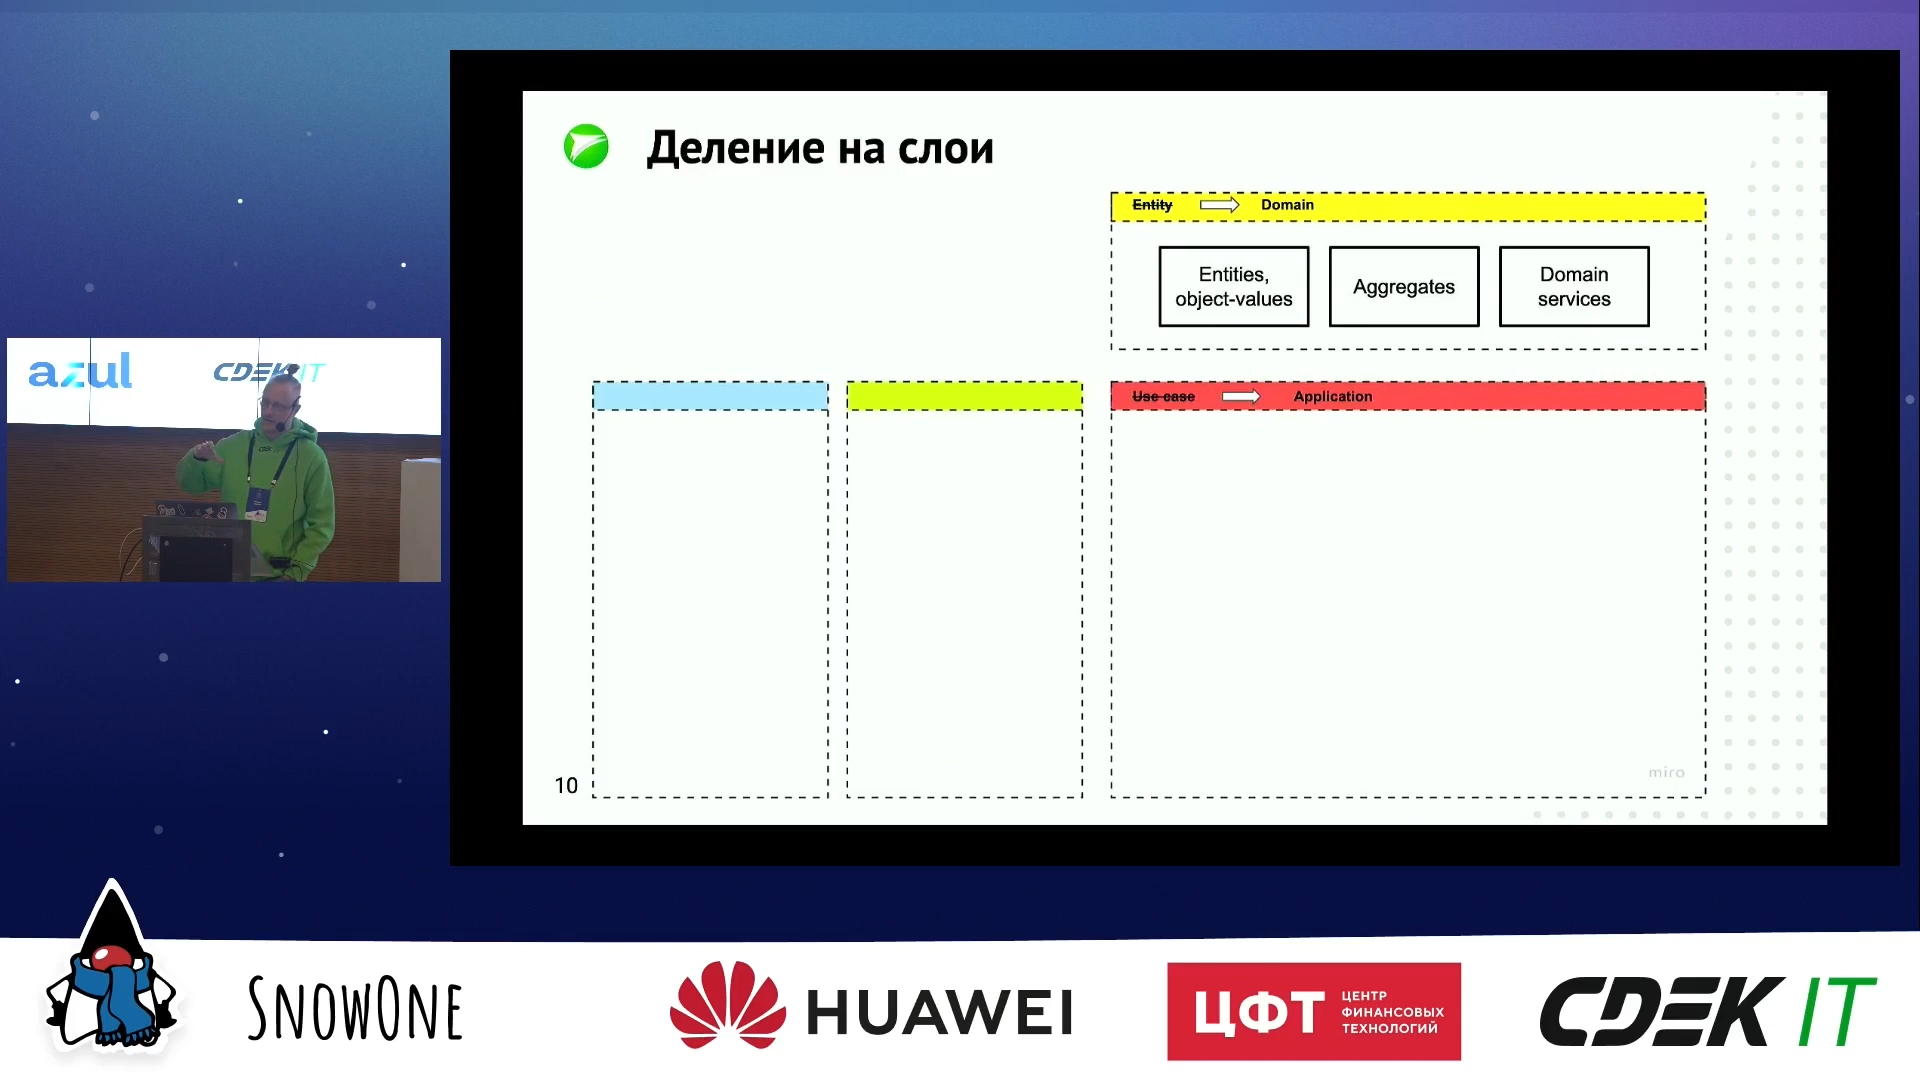 Деление на слои
Entity
Domain
Entities,
object-values
Aggregates
Domain
services
Use case
Application
miro
10
azul
CDEK IT
CDEK
SNOWONE
HUAWEI
ЦФТ
ЦЕНТР
ФИНАНСОВЫХ
ТЕХНОЛОГИЙ
CDEK IT